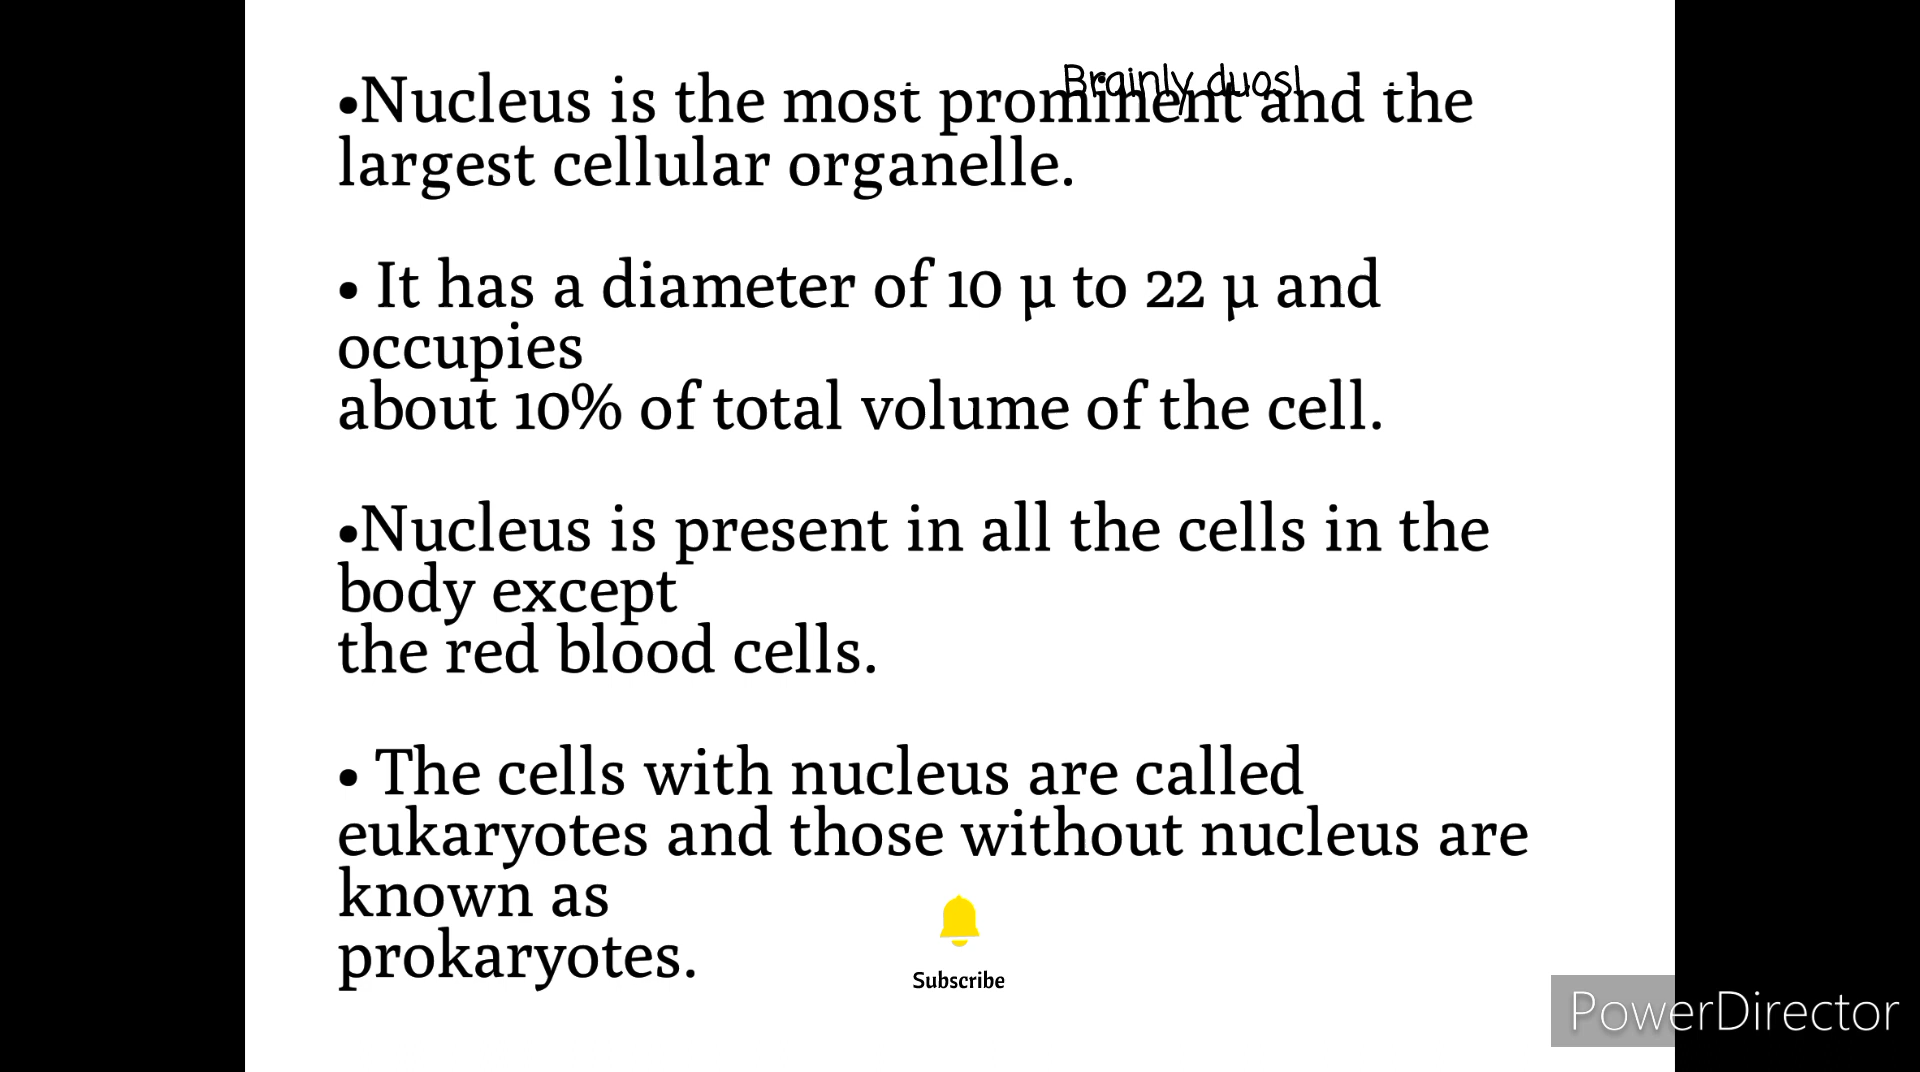 Brainly duos!
•Nucleus is the most prominent and the
largest cellular organelle.
• It has a diameter of 10 µ to 22 µ and
occupies
about 10% of total volume of the cell.
•Nucleus is present in all the cells in the
body except
the red blood cells.
• The cells with nucleus are called
eukaryotes and those without nucleus are
known as
prokaryotes.
Subscribe
PowerDirector